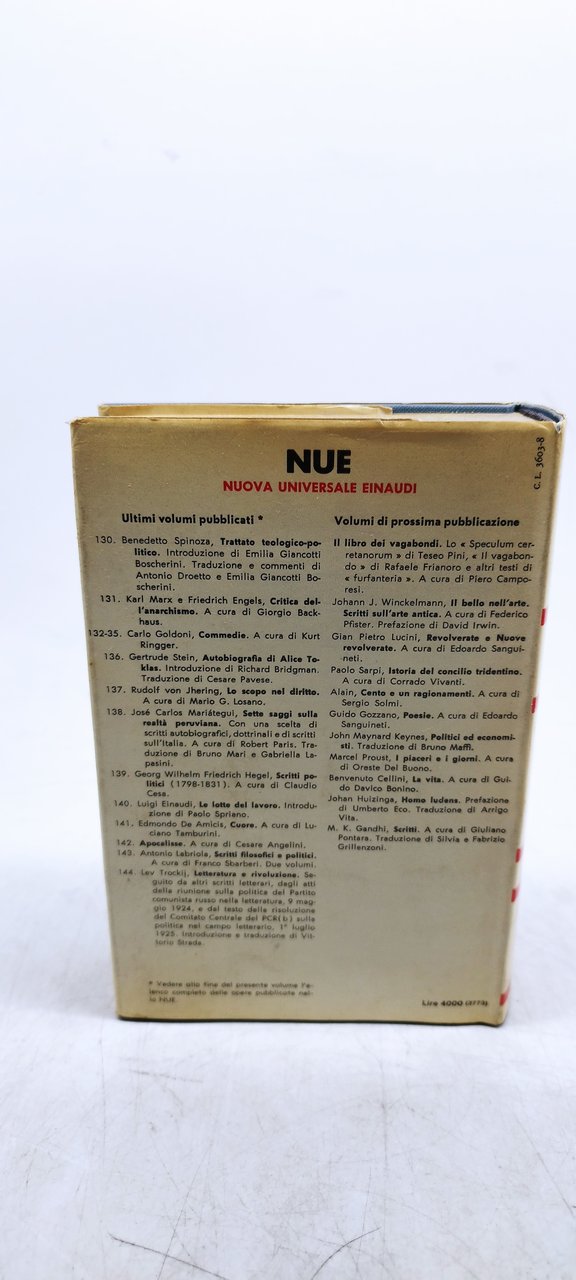 NUE
NUOVA UNIVERSALE EINAUDI
C. L. 3603-8
Ultimi volumi pubblicati *
130. Benedetto Spinoza, Trattato teologico-po-
litico. Introduzione di Emilia Giancotti
Boscherini. Traduzione e commenti di
Antonio Droetto e Emilia Giancotti Bo-
scherini.
131. Karl Marx e Friedrich Engels, Critica del-
l'anarchismo. A cura di Giorgio Back-
haus.
132-35. Carlo Goldoni, Commedie. A cura di Kurt
Ringger.
136. Gertrude Stein, Autobiografia di Alice To-
klas. Introduzione di Richard Bridgman.
Traduzione di Cesare Pavese.
137. Rudolf von Jhering, Lo scopo nel diritto.
A cura di Mario G. Losano.
138. José Carlos Mariátegui, Sette saggi sulla
realtà peruviana. Con una scelta di
scritti autobiografici, dottrinali e di scritti
sull'Italia. A cura di Robert Paris. Tra-
duzione di Bruno Mari e Gabriella La-
pasini.
139. Georg Wilhelm Friedrich Hegel, Scritti po-
litici (1798-1831). A cura di Claudio
Cesa.
140. Luigi Einaudi, Le lotte del lavoro. Introdu-
zione di Paolo Spriano.
141. Edmondo De Amicis, Cuore. A cura di Lu-
ciano Tamburini.
142. Apocalisse. A cura di Cesare Angelini.
143. Antonio Labriola, Scritti filosofici e politici.
A cura di Franco Sbarberi. Due volumi.
144. Lev Trockij, Letteratura e rivoluzione. Se-
guito da altri scritti letterari, dagli atti
della riunione sulla politica del Partito
comunista russo nella letteratura, 9 mag-
gio 1924, e dal testo della risoluzione
del Comitato Centrale del PCR(b) sulla
politica nel campo letterario, 1° luglio
1925. Introduzione e traduzione di Vit-
torio Strada.
* Vedere alla fine del presente volume l'e-
lenco completo delle opere pubblicate nel-
la NUE.
Volumi di prossima pubblicazione
Il libro dei vagabondi. Lo « Speculum cer-
retanorum » di Teseo Pini, « Il vagabon-
do » di Rafaele Frianoro e altri testi di
« furfanteria ». A cura di Piero Campo-
resi.
Johann J. Winckelmann, Il bello nell'arte.
Scritti sull'arte antica. A cura di Federico
Pfister. Prefazione di David Irwin.
Gian Pietro Lucini, Revolverate e Nuove
revolverate. A cura di Edoardo Sangui-
neti.
Paolo Sarpi, Istoria del concilio tridentino.
A cura di Corrado Vivanti.
Alain, Cento e un ragionamenti. A cura di
Sergio Solmi.
Guido Gozzano, Poesie. A cura di Edoardo
Sanguineti.
John Maynard Keynes, Politici ed economi-
sti. Traduzione di Bruno Maffi.
Marcel Proust, I piaceri e i giorni. A cura
di Oreste Del Buono.
Benvenuto Cellini, La vita. A cura di Gui-
do Davico Bonino.
Johan Huizinga, Homo ludens. Prefazione
di Umberto Eco. Traduzione di Arrigo
Vita.
M. K. Gandhi, Scritti. A cura di Giuliano
Pontara. Traduzione di Silvia e Fabrizio
Grillenzoni.
Lire 4000 (3773)